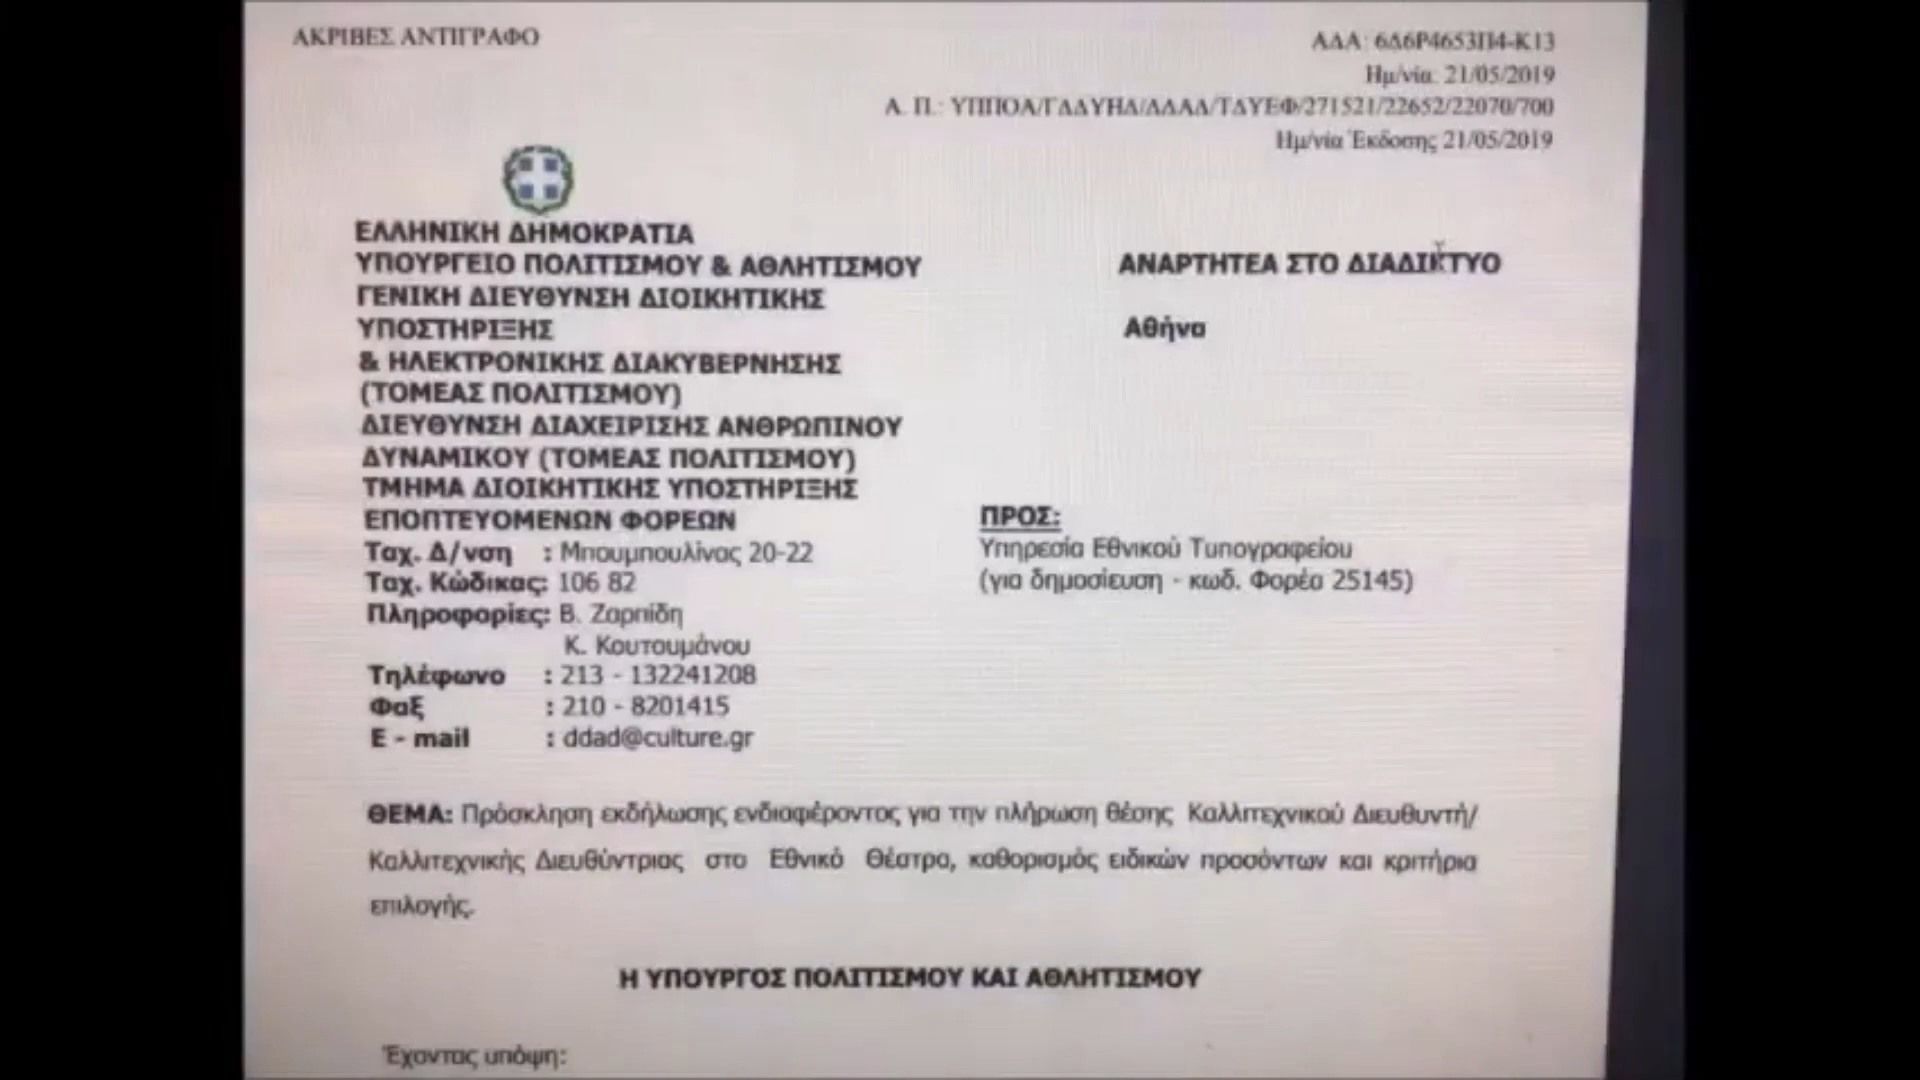 ΑΚΡΙΒΕΣ ΑΝΤΙΓΡΑΦΟ
ΑΔΑ: 6Δ6Ρ4653Π4-Κ13
Ημ/νία: 21/05/2019
Α. Π.: ΥΠΠΟΑ/ΓΔΔΥΗΔ/ΔΔΑΔ/ΤΔΥΕΦ/271521/22652/22070/700
Ημ/νία Έκδοσης 21/05/2019
ΕΛΛΗΝΙΚΗ ΔΗΜΟΚΡΑΤΙΑ
ΥΠΟΥΡΓΕΙΟ ΠΟΛΙΤΙΣΜΟΥ & ΑΘΛΗΤΙΣΜΟΥ
ΓΕΝΙΚΗ ΔΙΕΥΘΥΝΣΗ ΔΙΟΙΚΗΤΙΚΗΣ
ΥΠΟΣΤΗΡΙΞΗΣ
& ΗΛΕΚΤΡΟΝΙΚΗΣ ΔΙΑΚΥΒΕΡΝΗΣΗΣ
(ΤΟΜΕΑΣ ΠΟΛΙΤΙΣΜΟΥ)
ΔΙΕΥΘΥΝΣΗ ΔΙΑΧΕΙΡΙΣΗΣ ΑΝΘΡΩΠΙΝΟΥ
ΔΥΝΑΜΙΚΟΥ (ΤΟΜΕΑΣ ΠΟΛΙΤΙΣΜΟΥ)
ΤΜΗΜΑ ΔΙΟΙΚΗΤΙΚΗΣ ΥΠΟΣΤΗΡΙΞΗΣ
ΕΠΟΠΤΕΥΟΜΕΝΩΝ ΦΟΡΕΩΝ
Ταχ. Δ/νση : Μπουμπουλίνας 20-22
Ταχ. Κώδικας: 106 82
Πληροφορίες: Β. Ζαρπίδη
Κ. Κουτουμάνου
Τηλέφωνο : 213 - 132241208
Φαξ : 210 - 8201415
E - mail : ddad@culture.gr
ΑΝΑΡΤΗΤΕΑ ΣΤΟ ΔΙΑΔΙΚΤΥΟ
Αθήνα
ΠΡΟΣ:
Υπηρεσία Εθνικού Τυπογραφείου
(για δημοσίευση - κωδ. Φορέα 25145)
ΘΕΜΑ: Πρόσκληση εκδήλωσης ενδιαφέροντος για την πλήρωση θέσης Καλλιτεχνικού Διευθυντή/
Καλλιτεχνικής Διευθύντριας στο Εθνικό Θέατρο, καθορισμός ειδικών προσόντων και κριτήρια
επιλογής.
Η ΥΠΟΥΡΓΟΣ ΠΟΛΙΤΙΣΜΟΥ ΚΑΙ ΑΘΛΗΤΙΣΜΟΥ
Έχοντας υπόψη: